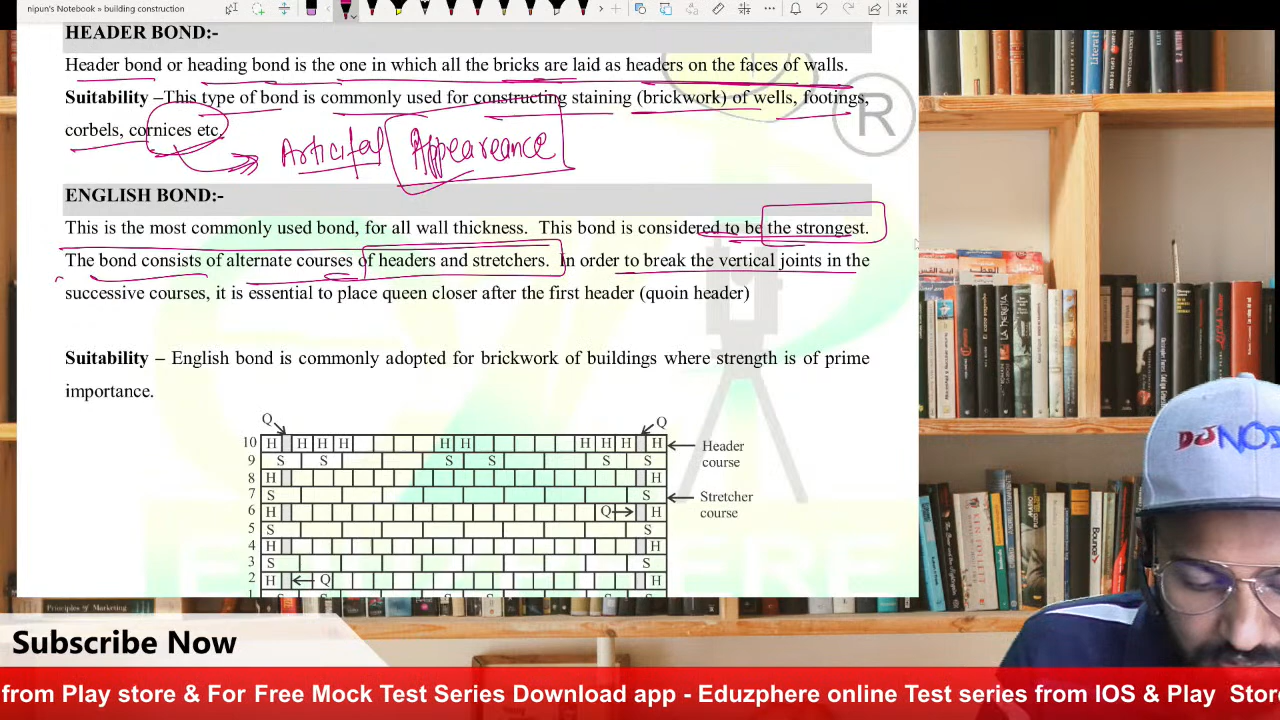 nipun's Notebook » building construction
HEADER BOND:-
Header bond or heading bond is the one in which all the bricks are laid as headers on the faces of walls.
Suitability –This type of bond is commonly used for constructing staining (brickwork) of wells, footings,
corbels, cornices etc.
Articifal Appeareance
®
ENGLISH BOND:-
This is the most commonly used bond, for all wall thickness. This bond is considered to be the strongest.
The bond consists of alternate courses of headers and stretchers. In order to break the vertical joints in the
successive courses, it is essential to place queen closer after the first header (quoin header)
Suitability – English bond is commonly adopted for brickwork of buildings where strength is of prime
importance.
Q Q
10 H H H H H H H H H H Header
9 S S S S S S course
8 H H
7 S S Stretcher
6 H Q H course
5 S S
4 H H
3 S S
2 H Q H
DJNOS
Principles of Marketing
Subscribe Now
from Play store & For Free Mock Test Series Download app - Eduzphere online Test series from IOS & Play Store